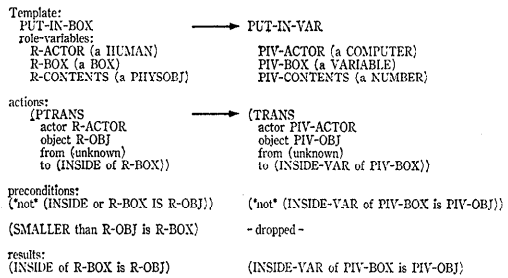 Template:
PUT-IN-BOX → PUT-IN-VAR
role-variables:
R-ACTOR (a HUMAN) PIV-ACTOR (a COMPUTER)
R-BOX (a BOX) PIV-BOX (a VARIABLE)
R-CONTENTS (a PHYSOBJ) PIV-CONTENTS (a NUMBER)
actions:
(PTRANS → (TRANS
actor R-ACTOR actor PIV-ACTOR
object R-OBJ object PIV-OBJ
from (unknown) from (unknown)
to (INSIDE of R-BOX)) to (INSIDE-VAR of PIV-BOX))
preconditions:
(*not* (INSIDE or R-BOX IS R-OBJ)) (*not* (INSIDE-VAR of PIV-BOX is PIV-OBJ))
(SMALLER than R-OBJ is R-BOX) - dropped -
results:
(INSIDE of R-BOX is R-OBJ) (INSIDE-VAR of PIV-BOX is PIV-OBJ)